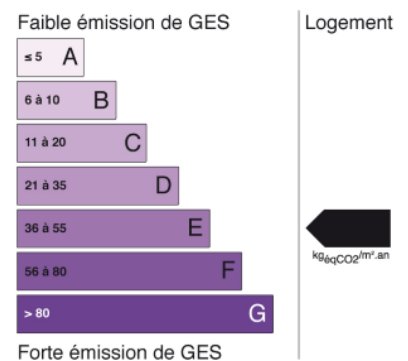 Faible émission de GES
Logement
≤ 5 A
6 à 10 B
11 à 20 C
21 à 35 D
36 à 55 E
kgéqCO2/m².an
56 à 80 F
> 80 G
Forte émission de GES